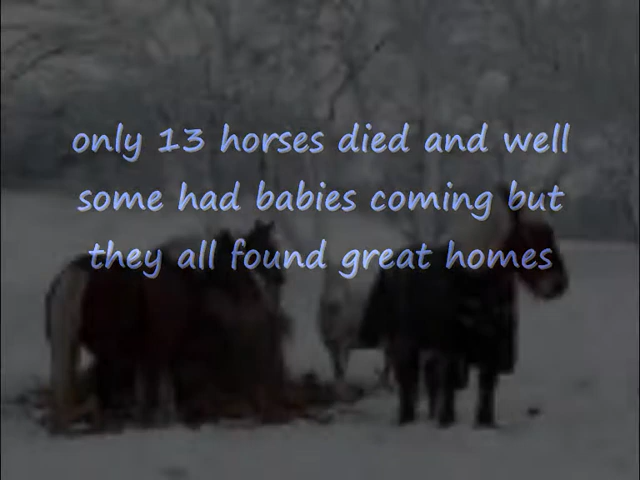 only 13 horses died and well
some had babies coming but
they all found great homes